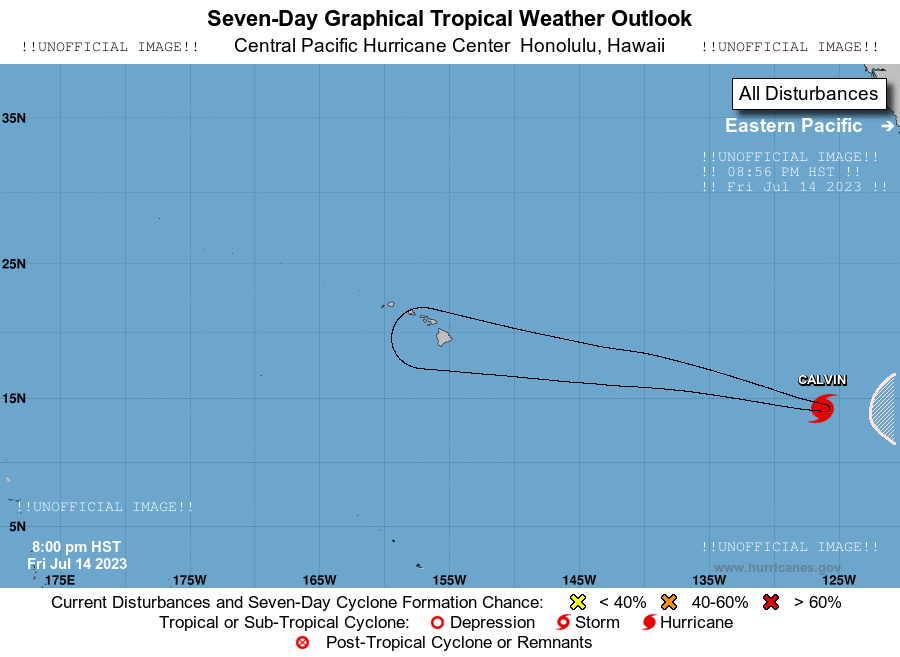 Seven-Day Graphical Tropical Weather Outlook
!!UNOFFICIAL IMAGE!! Central Pacific Hurricane Center Honolulu, Hawaii !!UNOFFICIAL IMAGE!!
All Disturbances
35N
Eastern Pacific →
!!UNOFFICIAL IMAGE!!
!! 08:56 PM HST !!
!! Fri Jul 14 2023 !!
25N
CALVIN
15N
!!UNOFFICIAL IMAGE!!
5N
8:00 pm HST
Fri Jul 14 2023
!!UNOFFICIAL IMAGE!!
www.hurricanes.gov
175E 175W 165W 155W 145W 135W 125W
Current Disturbances and Seven-Day Cyclone Formation Chance: < 40% 40-60% > 60%
Tropical or Sub-Tropical Cyclone: Depression Storm Hurricane
Post-Tropical Cyclone or Remnants